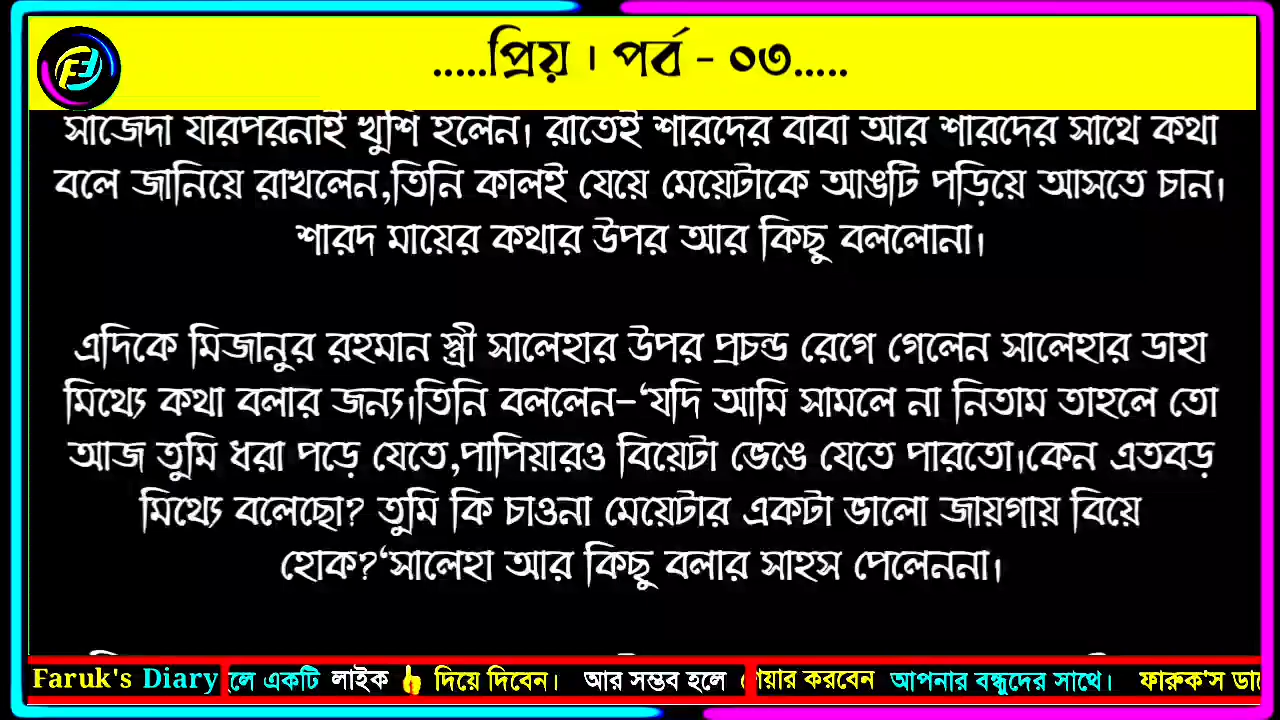 .....প্রিয় । পর্ব - ০৩.....
সাজেদা যারপরনাই খুশি হলেন। রাতেই শারদের বাবা আর শারদের সাথে কথা
বলে জানিয়ে রাখলেন,তিনি কালই যেয়ে মেয়েটাকে আঙটি পড়িয়ে আসতে চান।
শারদ মায়ের কথার উপর আর কিছু বললোনা।
এদিকে মিজানুর রহমান স্ত্রী সালেহার উপর প্রচন্ড রেগে গেলেন সালেহার ডাহা
মিথ্যে কথা বলার জন্য।তিনি বললেন-‘যদি আমি সামলে না নিতাম তাহলে তো
আজ তুমি ধরা পড়ে যেতে,পাপিয়ারও বিয়েটা ভেঙে যেতে পারতো।কেন এতবড়
মিথ্যে বলেছো? তুমি কি চাওনা মেয়েটার একটা ভালো জায়গায় বিয়ে
হোক?‘সালেহা আর কিছু বলার সাহস পেলেননা।
Faruk's Diary লে একটি লাইক 👍 দিয়ে দিবেন। আর সম্ভব হলে শেয়ার করবেন আপনার বন্ধুদের সাথে। ফারুক'স